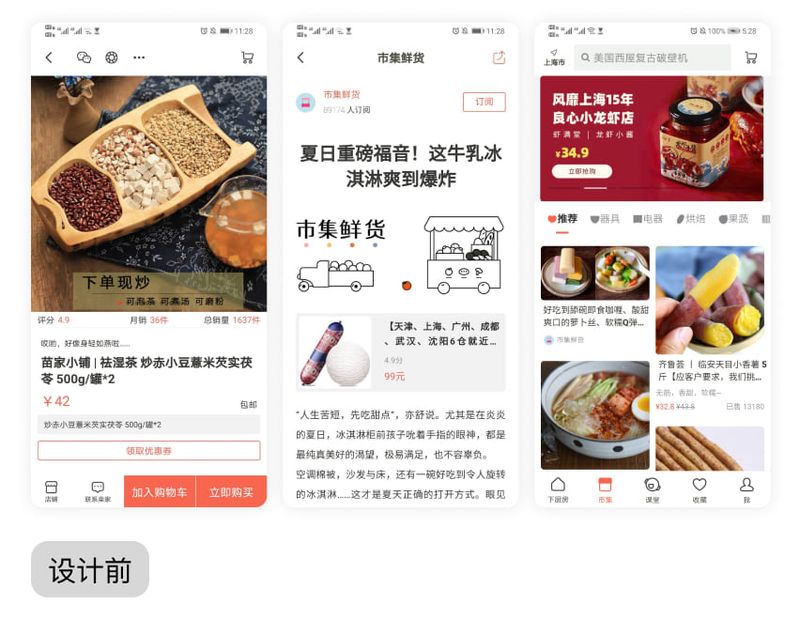 11:28
下单现炒
可泡茶 可煮汤 可磨粉
评分 4.9
月销 36件
总销量 1637件
哎哟，好像身轻如燕啦……
苗家小铺 | 祛湿茶 炒赤小豆薏米芡实茯
苓 500g/罐*2
￥42
包邮
炒赤小豆薏米芡实茯苓 500g/罐*2
领取优惠券
店铺
联系卖家
加入购物车
立即购买
11:28
市集鲜货
市集鲜货
89174 人订阅
订阅
夏日重磅福音！这牛乳冰
淇淋爽到爆炸
市集鲜货
【天津、上海、广州、成都
、武汉、沈阳6仓就近...
4.9分
99元
“人生苦短，先吃甜点”，亦舒说。尤其是在炎炎
的夏日，冰淇淋柜前孩子吮着手指的眼神，都是
最纯真美好的渴望，极易满足，也不容辜负。
空调棉被，沙发与床，还有一碗好吃到令人旋转
的冰淇淋……这才是夏天正确的打开方式。眼见
100%
5:28
上海市
美国西屋复古破壁机
风靡上海15年
良心小龙虾店
虾满堂 | 龙虾小酱
¥34.9
立即抢购
推荐
器具
电器
烘焙
果蔬
好吃到舔碗即食咖喱、酸甜
爽口的萝卜丝、软糯Q弹...
市集鲜货
齐鲁荟 | 临安天目小香薯 5
斤【应客户要求，我们挑...
无筋，香甜，软糯~
¥32.8 ¥43.8
已售 13180
下厨房
市集
课堂
收藏
我
设计前